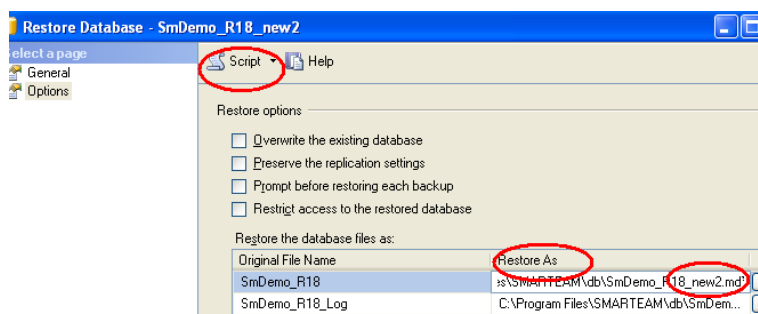 Restore Database - SmDemo_R18_new2
Select a page
Script Help
General
Options
Restore options
Overwrite the existing database
Preserve the replication settings
Prompt before restoring each backup
Restrict access to the restored database
Restore the database files as:
Original File Name Restore As
SmDemo_R18 es\SMARTEAM\db\SmDemo_R18_new2.md
SmDemo_R18_Log C:\Program Files\SMARTEAM\db\SmDem...